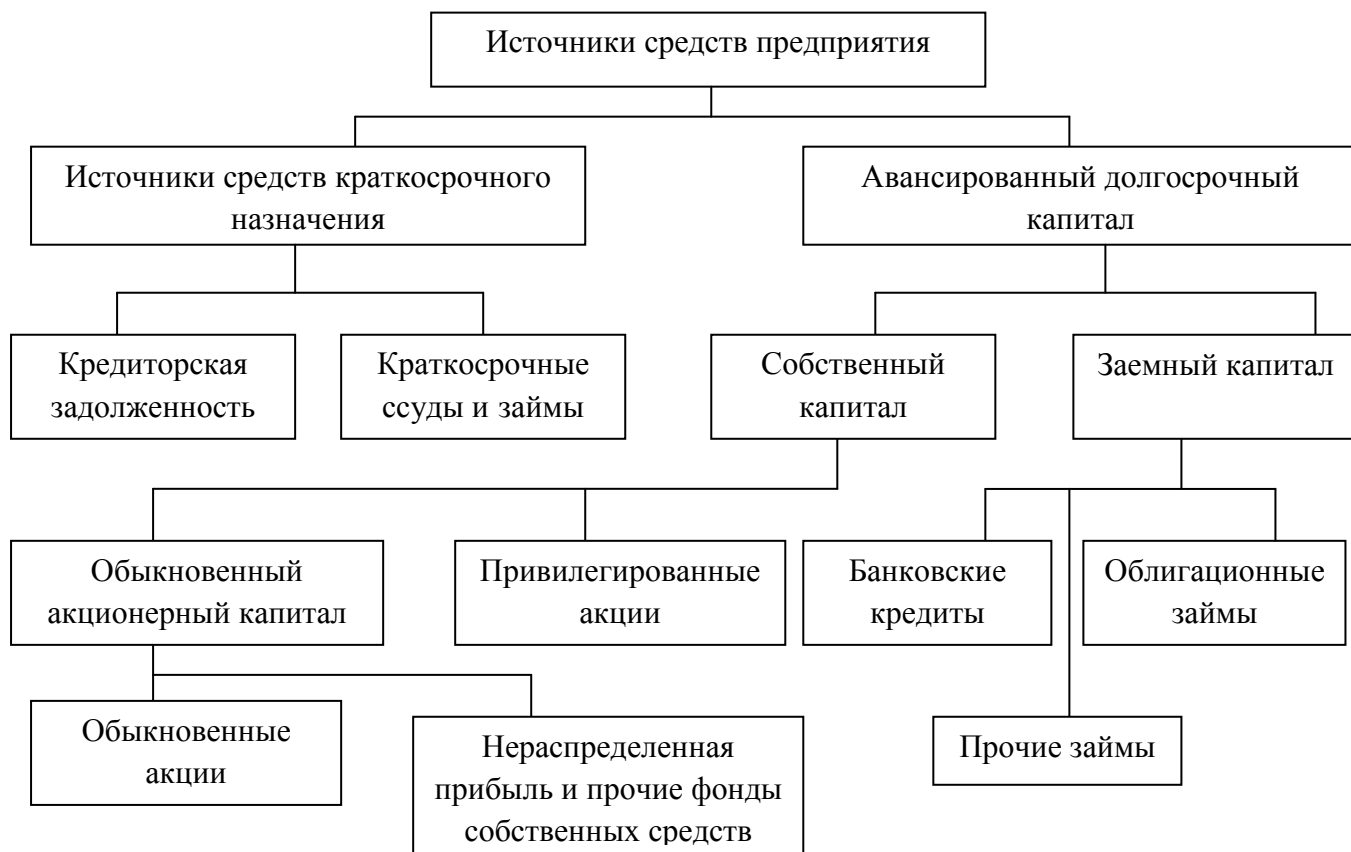 Источники средств предприятия
Источники средств краткосрочного
назначения
Авансированный долгосрочный
капитал
Кредиторская
задолженность
Краткосрочные
ссуды и займы
Собственный
капитал
Заемный капитал
Обыкновенный
акционерный капитал
Привилегированные
акции
Банковские
кредиты
Облигационные
займы
Обыкновенные
акции
Нераспределенная
прибыль и прочие фонды
собственных средств
Прочие займы